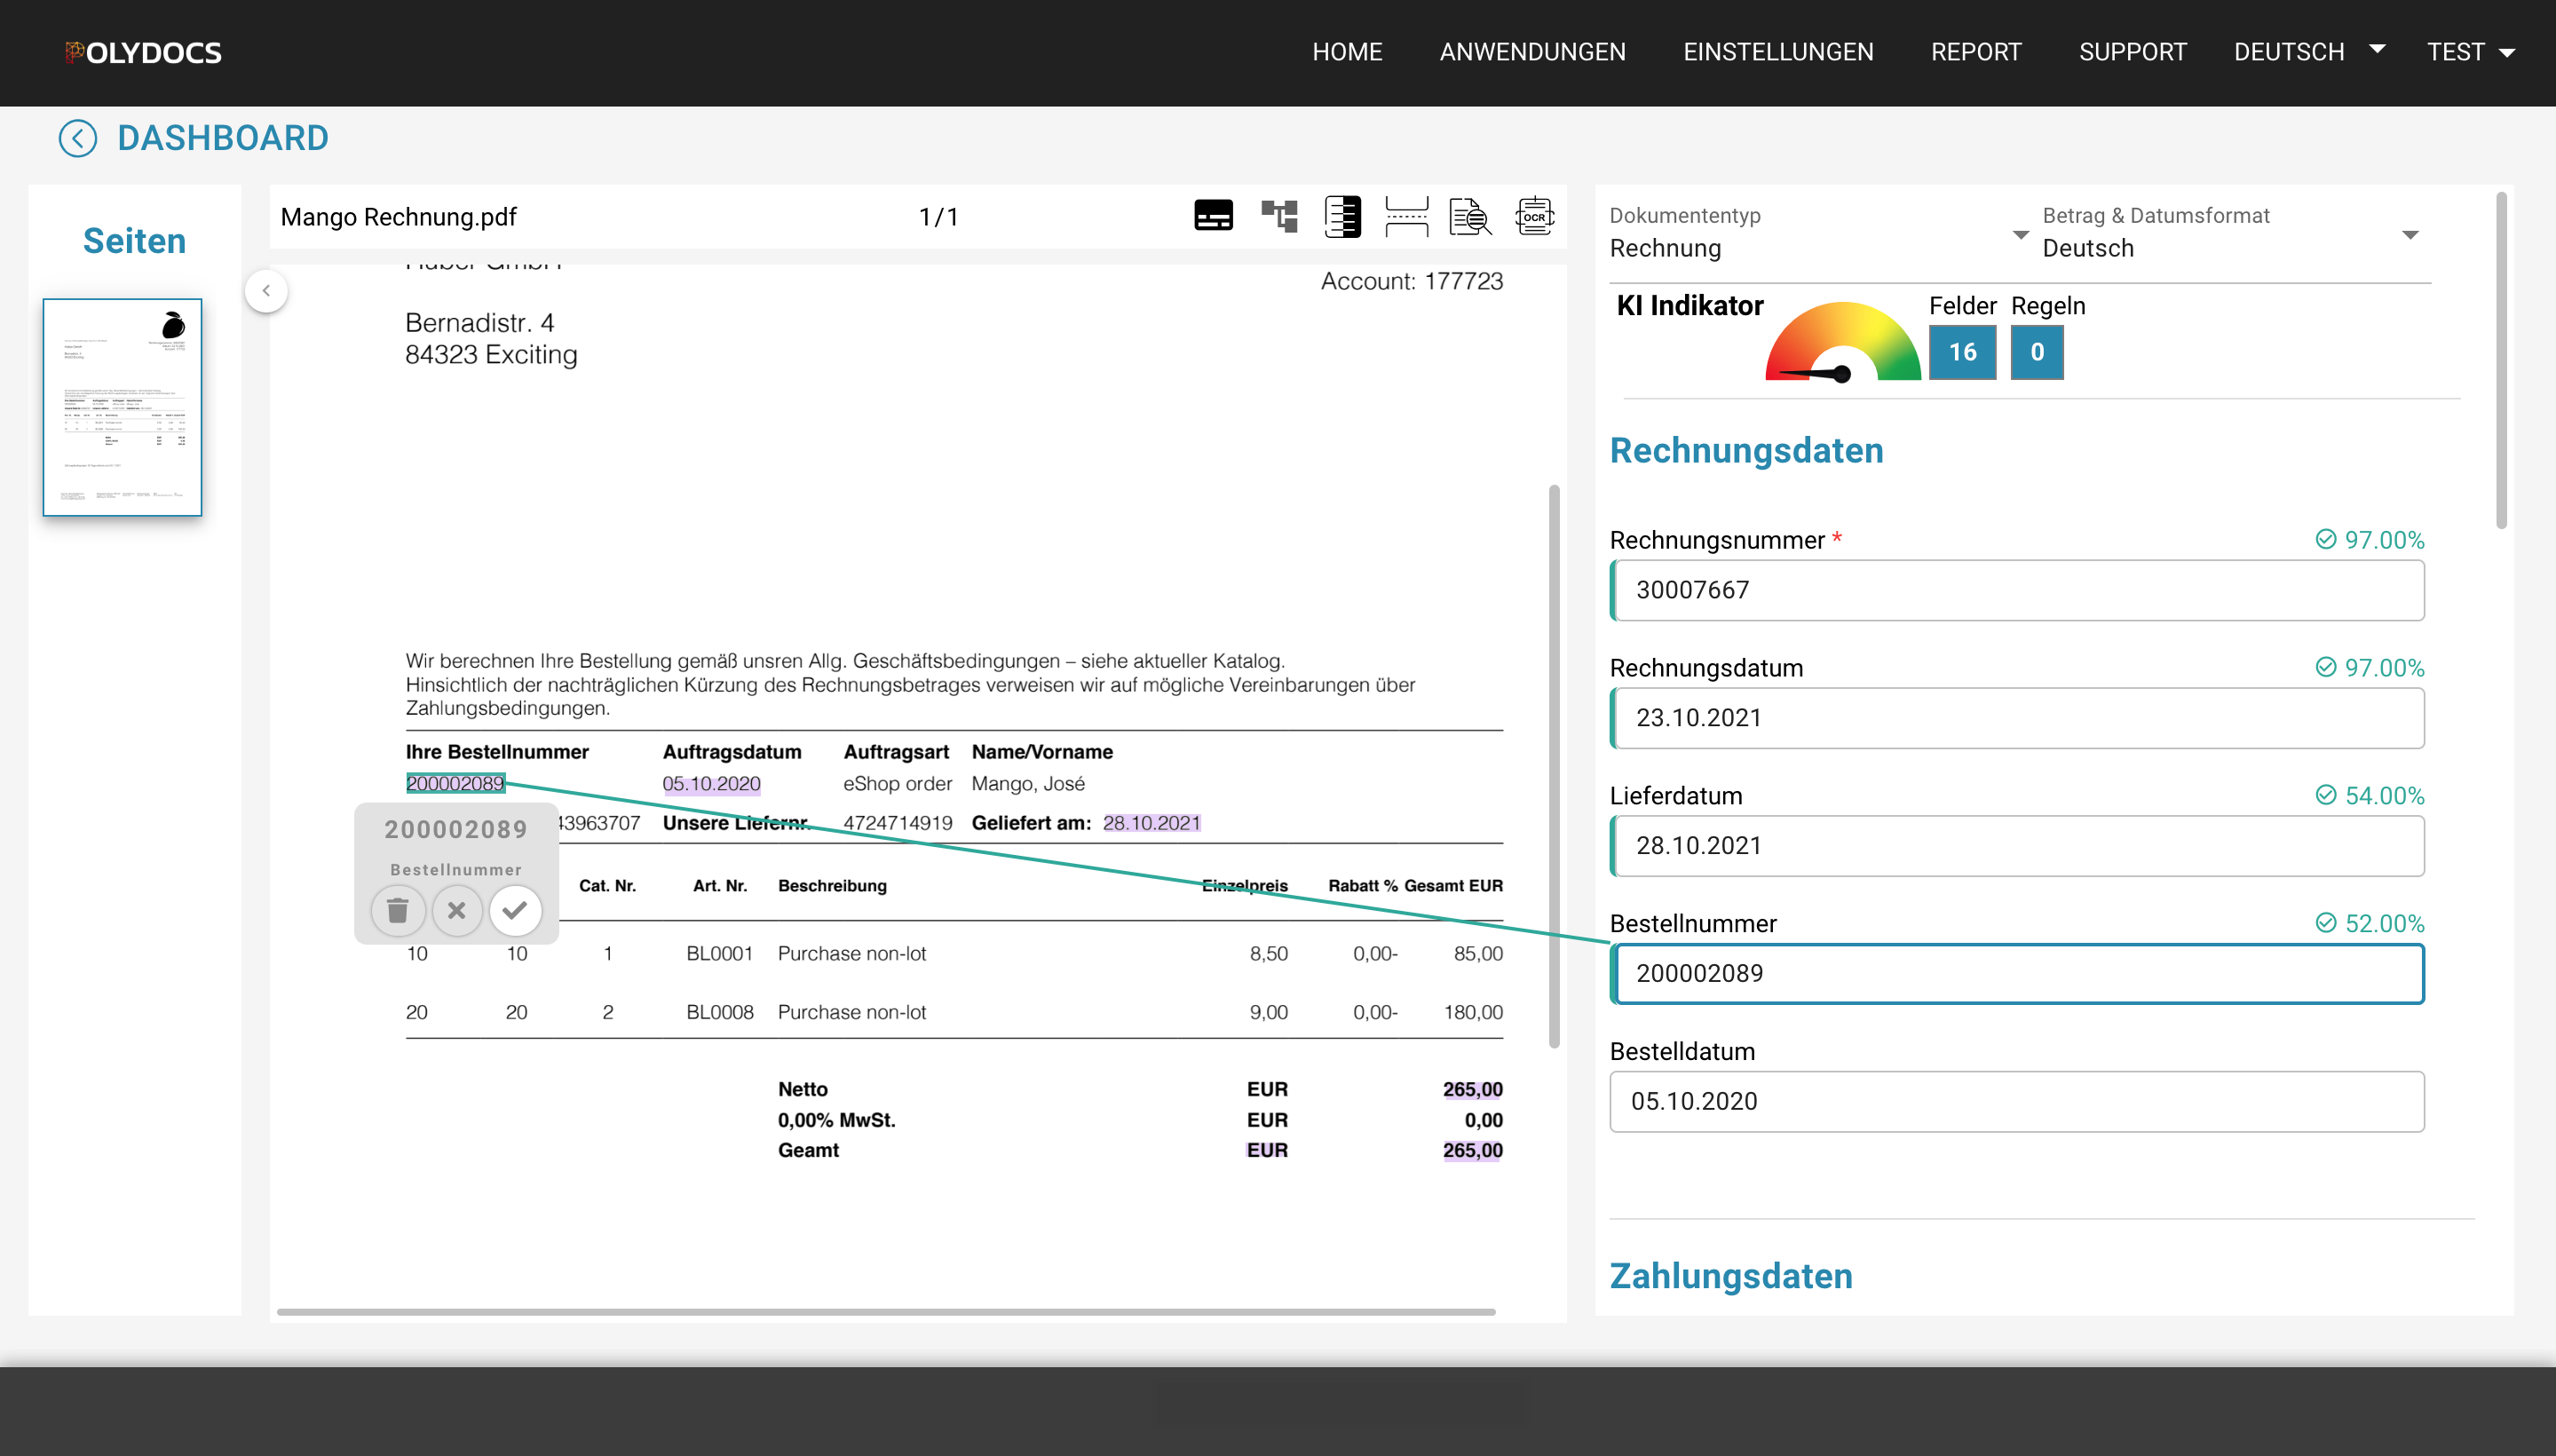 POLYDOCS
HOME ANWENDUNGEN EINSTELLUNGEN REPORT SUPPORT DEUTSCH TEST
DASHBOARD
Seiten
Mango Rechnung.pdf 1/1
OCR
Account: 177723
Bernadistr. 4
84323 Exciting
Wir berechnen Ihre Bestellung gemäß unsren Allg. Geschäftsbedingungen – siehe aktueller Katalog.
Hinsichtlich der nachträglichen Kürzung des Rechnungsbetrages verweisen wir auf mögliche Vereinbarungen über
Zahlungsbedingungen.
Ihre Bestellnummer Auftragsdatum Auftragsart Name/Vorname
200002089 05.10.2020 eShop order Mango, José
43963707 Unsere Liefernr. 4724714919 Geliefert am: 28.10.2021
200002089
Bestellnummer
Cat. Nr. Art. Nr. Beschreibung Einzelpreis Rabatt % Gesamt EUR
10 10 1 BL0001 Purchase non-lot 8,50 0,00- 85,00
20 20 2 BL0008 Purchase non-lot 9,00 0,00- 180,00
Netto EUR 265,00
0,00% MwSt. EUR 0,00
Geamt EUR 265,00
Dokumententyp
Rechnung
Betrag & Datumsformat
Deutsch
KI Indikator
Felder Regeln
16 0
Rechnungsdaten
Rechnungsnummer * 97.00%
30007667
Rechnungsdatum 97.00%
23.10.2021
Lieferdatum 54.00%
28.10.2021
Bestellnummer 52.00%
200002089
Bestelldatum
05.10.2020
Zahlungsdaten